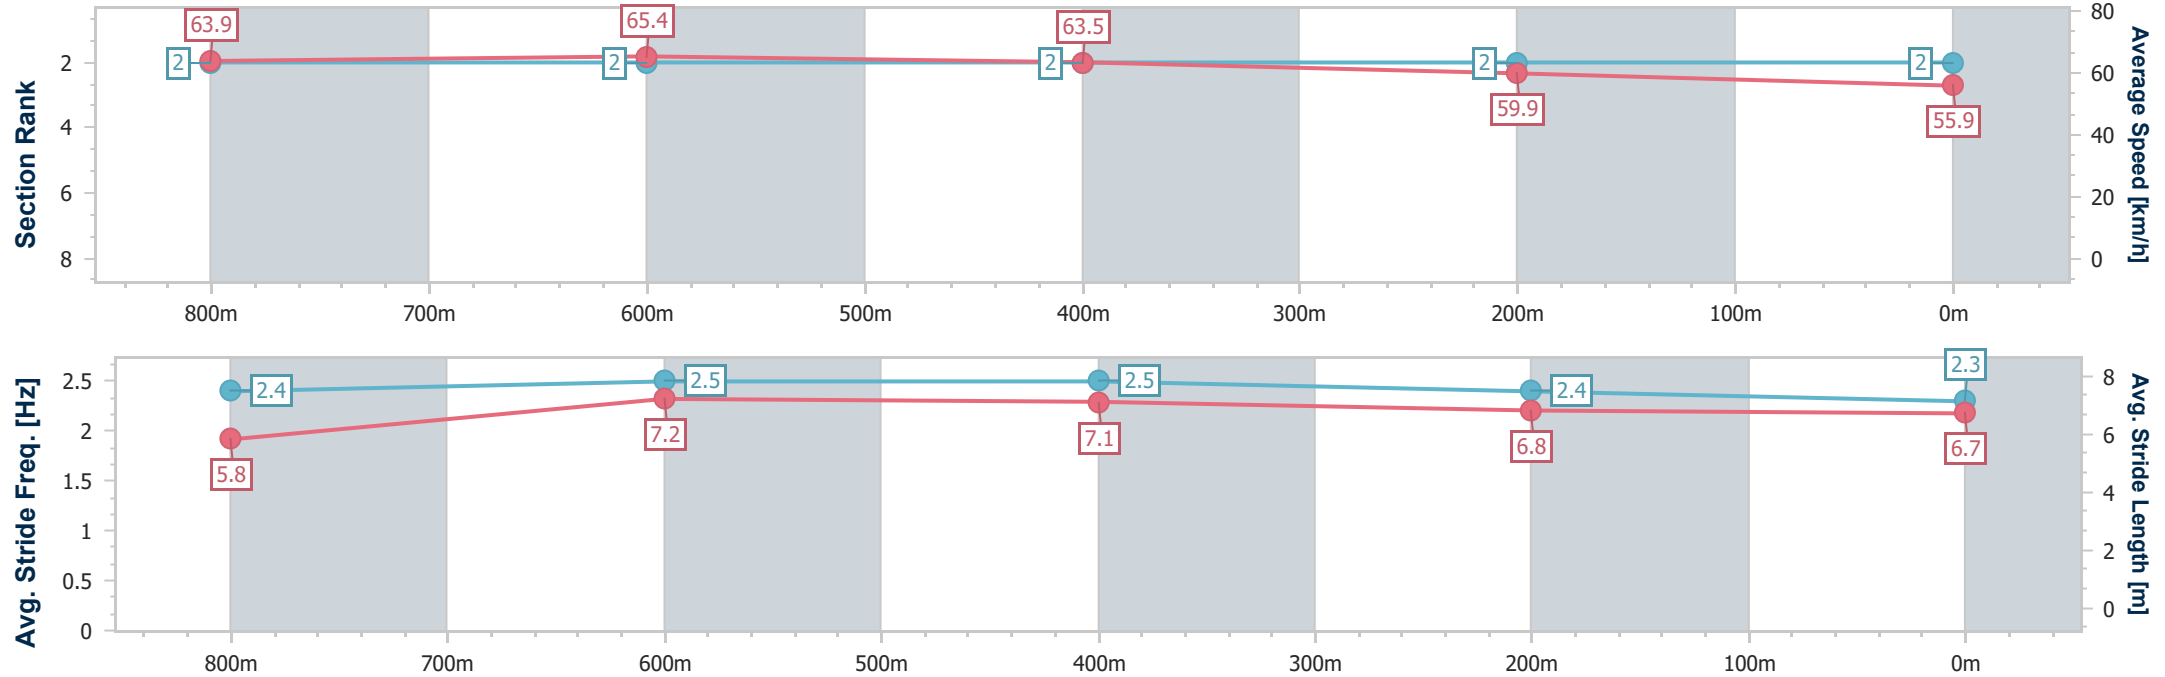 Section Rank
2
4
6
8
63.9
65.4
63.5
59.9
55.9
2
2
2
2
2
80
60
40
20
0
Average Speed [km/h]
800m
700m
600m
500m
400m
300m
200m
100m
0m
Avg. Stride Freq. [Hz]
2.5
2
1.5
1
0.5
0
2.4
2.5
2.5
2.4
2.3
5.8
7.2
7.1
6.8
6.7
8
6
4
2
0
Avg. Stride Length [m]
800m
700m
600m
500m
400m
300m
200m
100m
0m